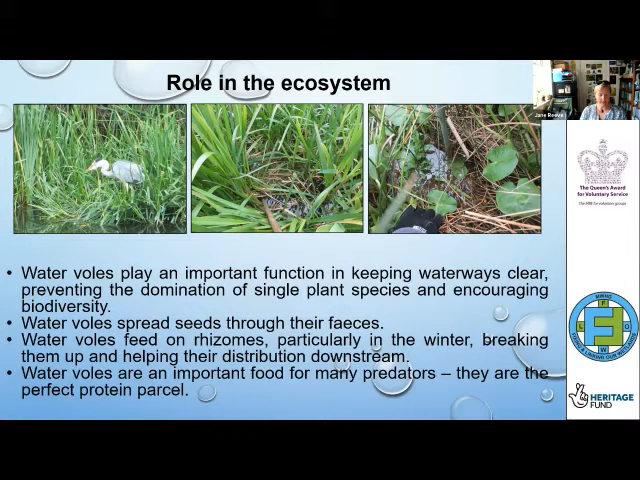 Role in the ecosystem
Jane Reeve
The Queen's Award
for Voluntary Service
The MBE for volunteer groups
• Water voles play an important function in keeping waterways clear,
preventing the domination of single plant species and encouraging
biodiversity.
• Water voles spread seeds through their faeces.
• Water voles feed on rhizomes, particularly in the winter, breaking
them up and helping their distribution downstream.
• Water voles are an important food for many predators – they are the
perfect protein parcel.
HERITAGE
FUND